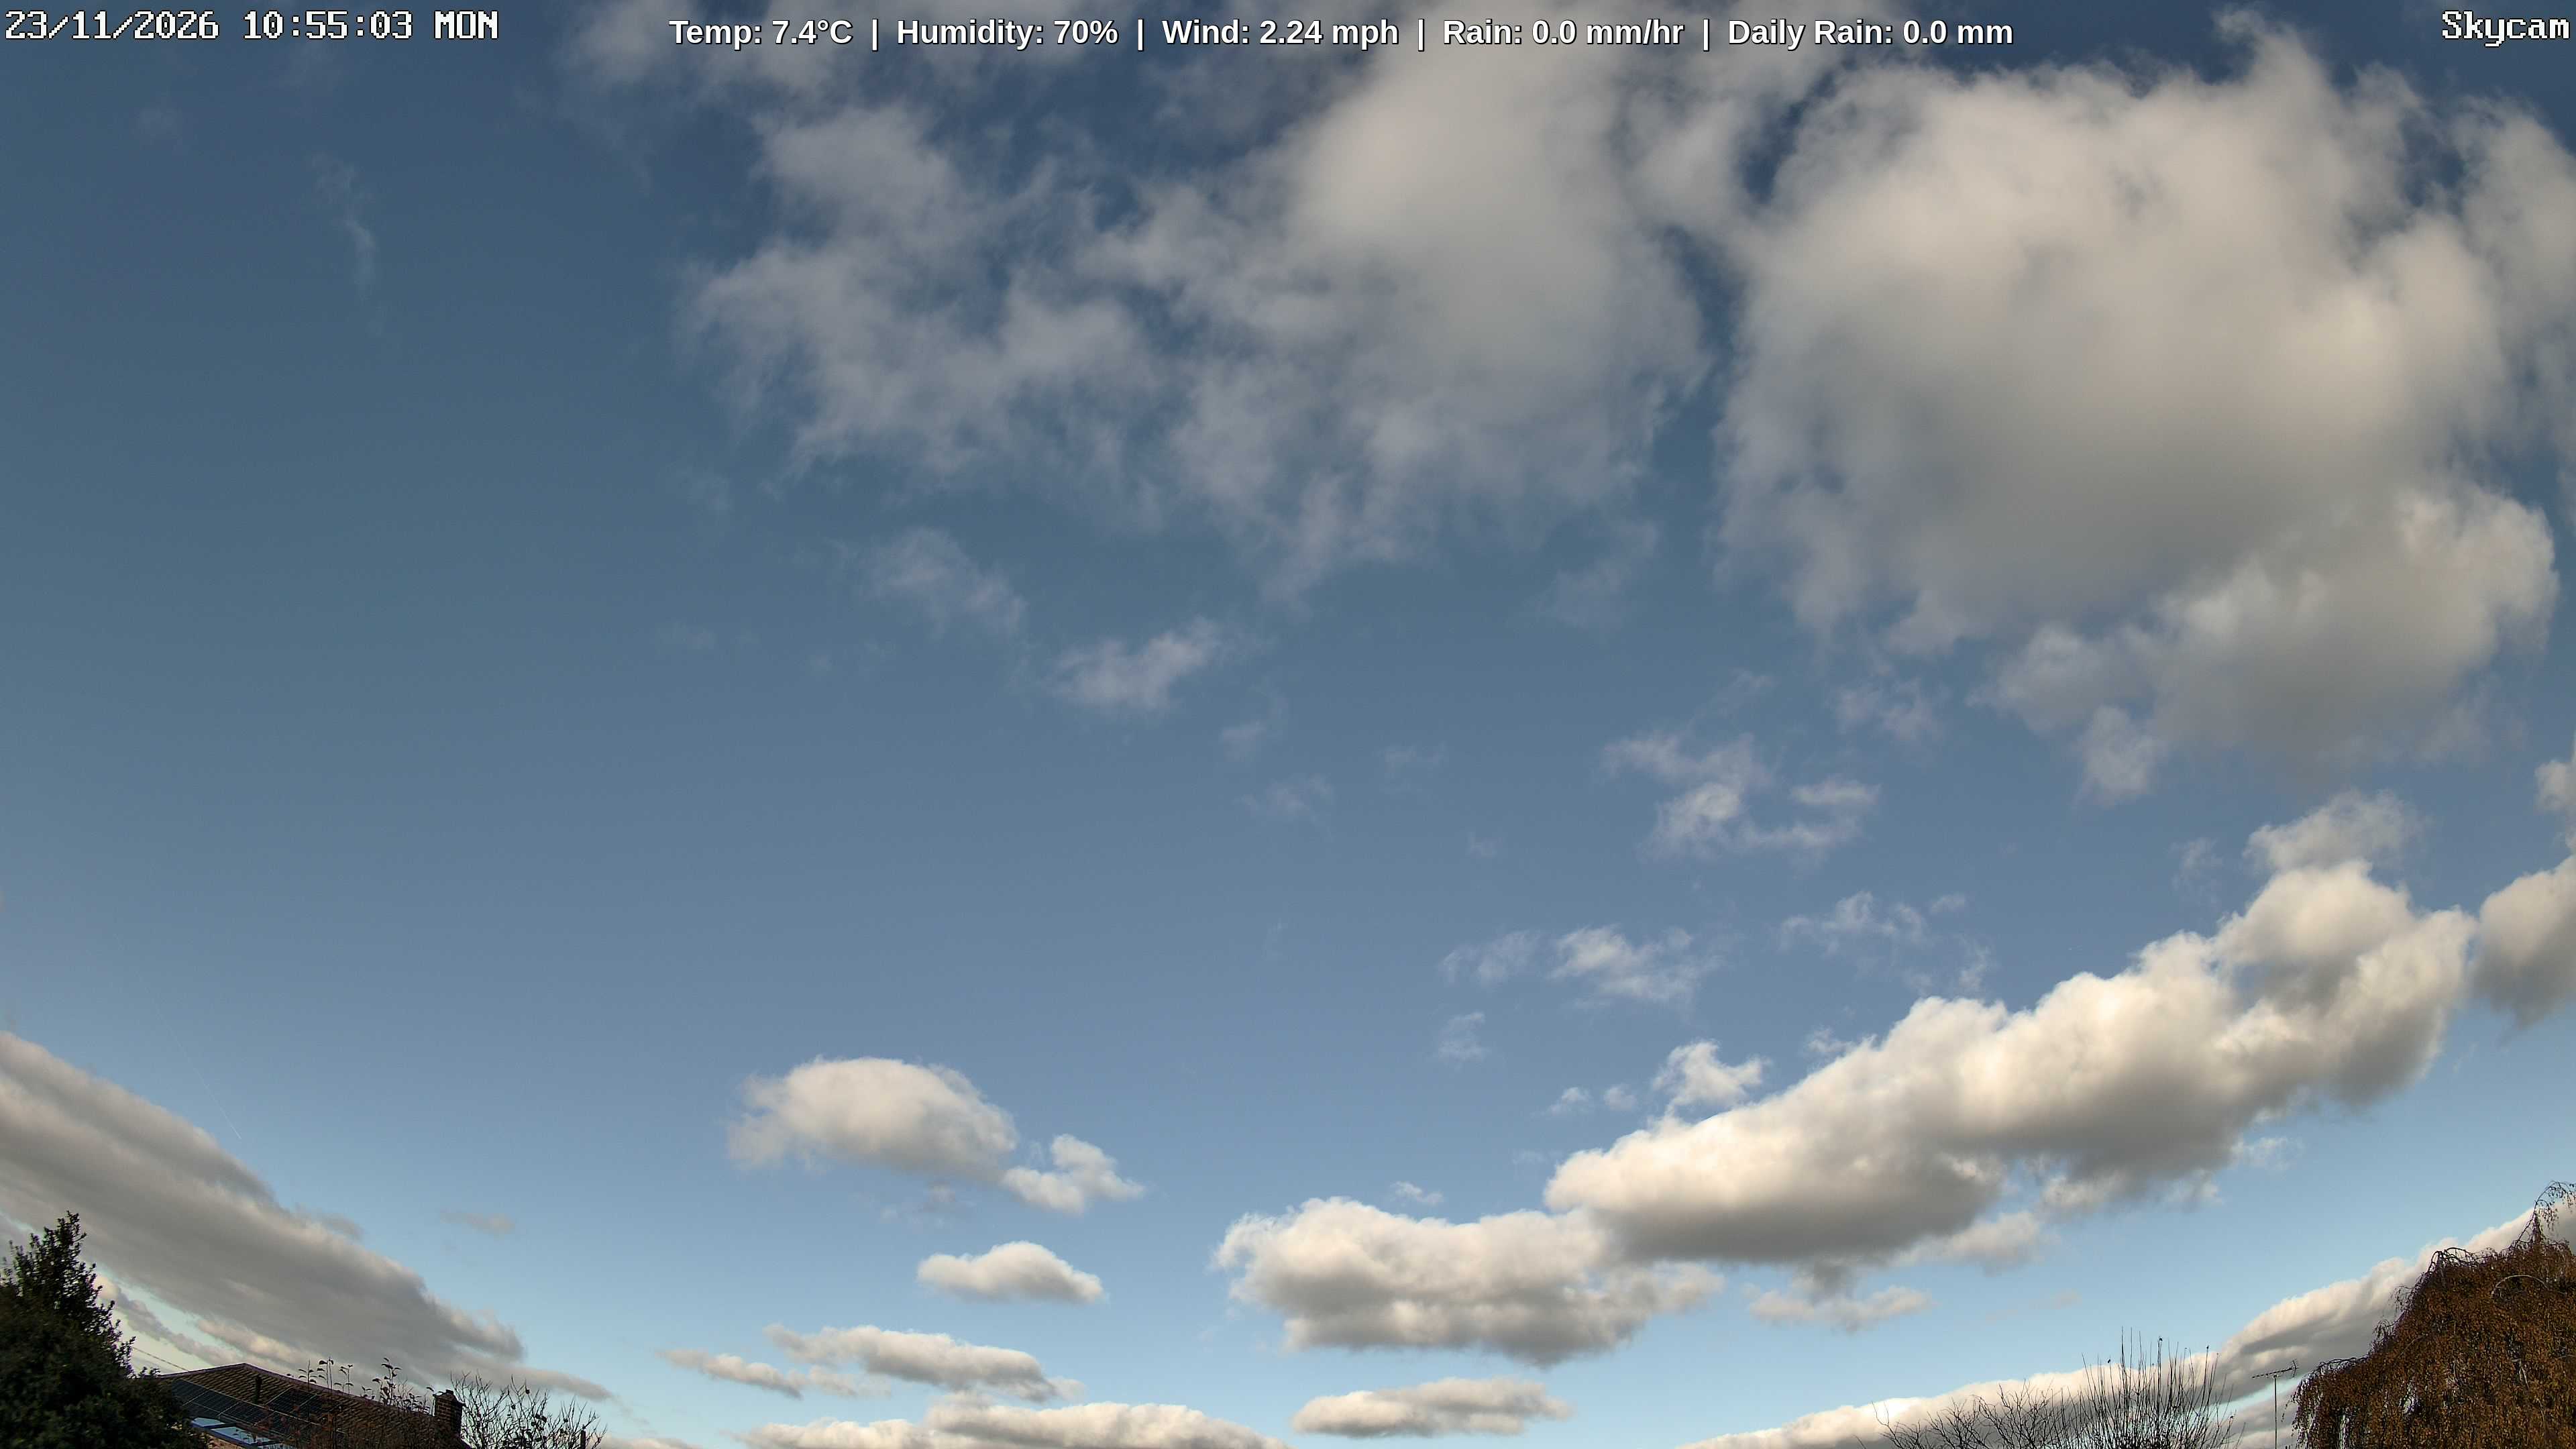 23/11/2026 10:55:03 MON
Temp: 7.4°C | Humidity: 70% | Wind: 2.24 mph | Rain: 0.0 mm/hr | Daily Rain: 0.0 mm
Skycam